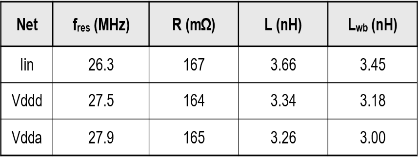 Net fres (MHz) R (mΩ) L (nH) Lwb (nH)
Iin 26.3 167 3.66 3.45
Vddd 27.5 164 3.34 3.18
Vdda 27.9 165 3.26 3.00